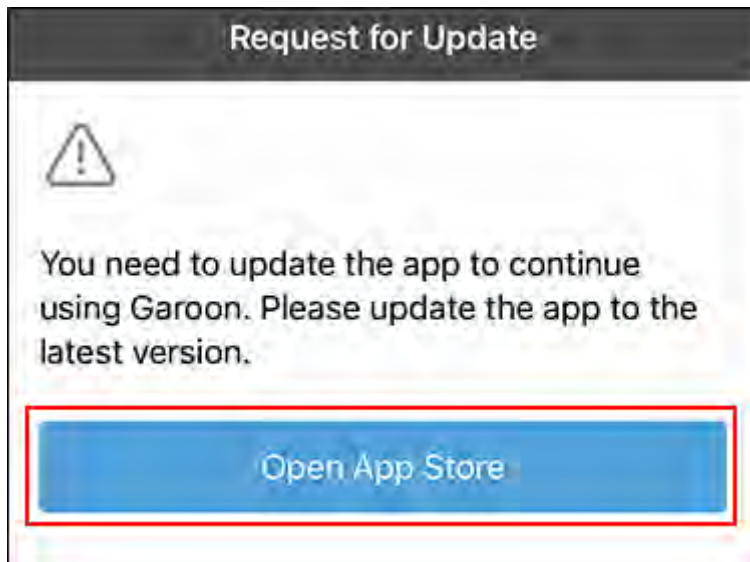 Request for Update
You need to update the app to continue
using Garoon. Please update the app to the
latest version.
Open App Store